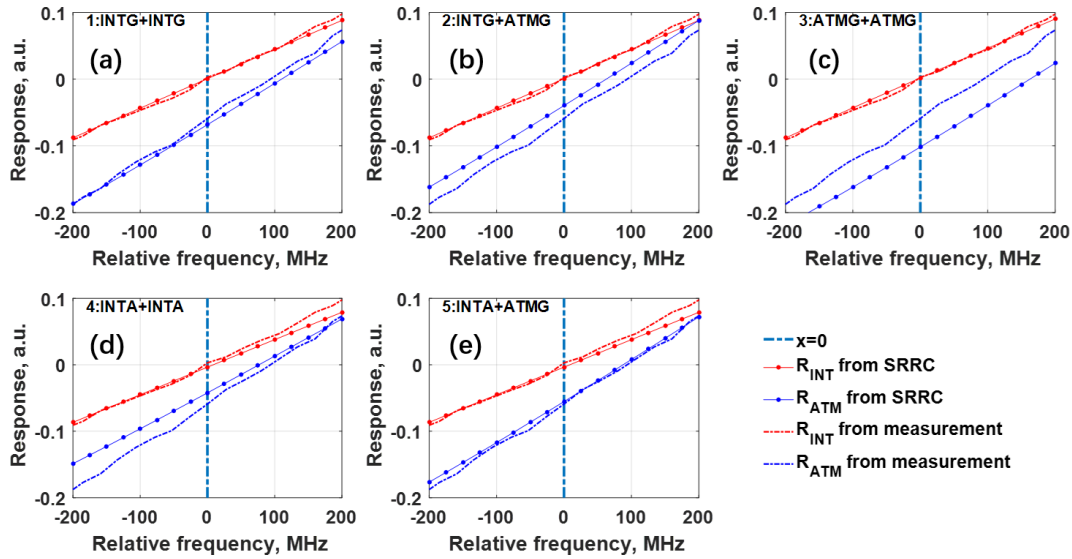 1:INTG+INTG
(a)
Response, a.u.
0.1
0
-0.1
-0.2
-200
-100
0
100
200
Relative frequency, MHz
2:INTG+ATMG
(b)
Response, a.u.
0.1
0
-0.1
-0.2
-200
-100
0
100
200
Relative frequency, MHz
3:ATMG+ATMG
(c)
Response, a.u.
0.1
0
-0.1
-0.2
-200
-100
0
100
200
Relative frequency, MHz
4:INTA+INTA
(d)
Response, a.u.
0.1
0
-0.1
-0.2
-200
-100
0
100
200
Relative frequency, MHz
5:INTA+ATMG
(e)
Response, a.u.
0.1
0
-0.1
-0.2
-200
-100
0
100
200
Relative frequency, MHz
x=0
RINT from SRRC
RATM from SRRC
RINT from measurement
RATM from measurement